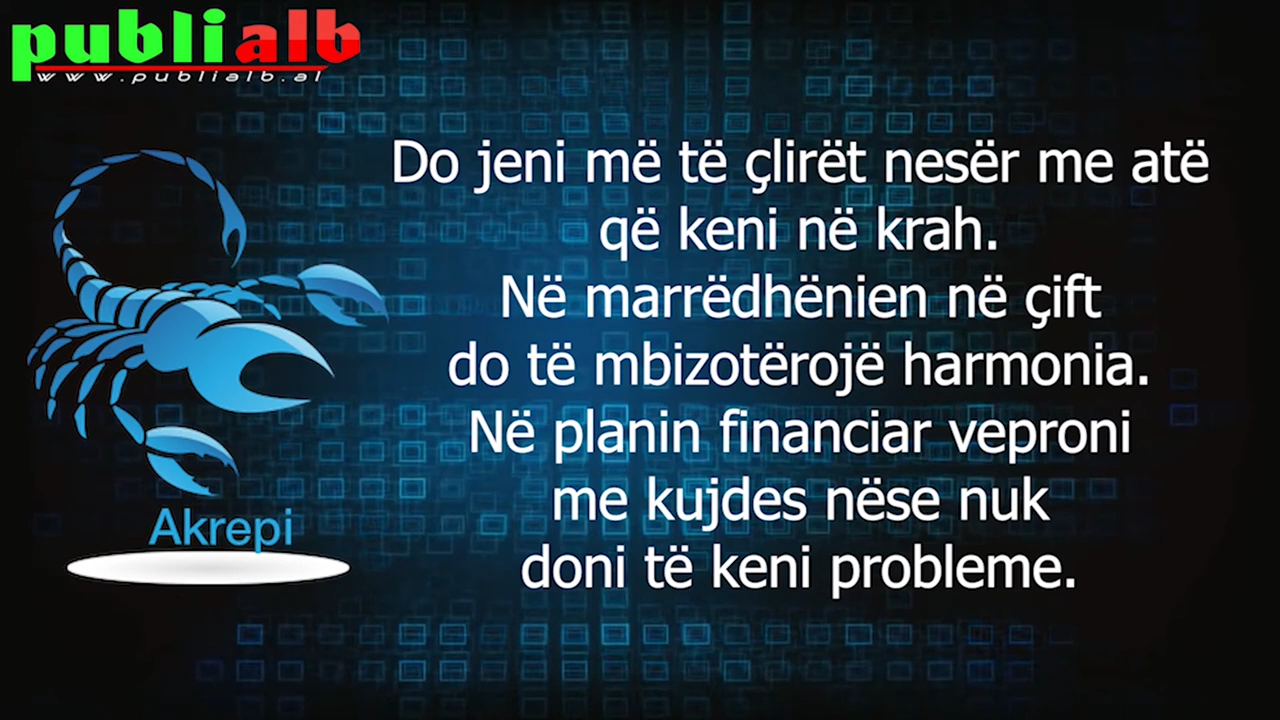 publialb
www.publialb.al
Do jeni më të çlirët nesër me atë
që keni në krah.
Në marrëdhënien në çift
do të mbizotërojë harmonia.
Në planin financiar veproni
me kujdes nëse nuk
doni të keni probleme.
Akrepi